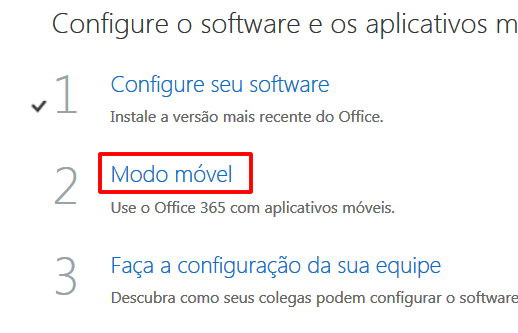 Configure o software e os aplicativos m
1 Configure seu software
Instale a versão mais recente do Office.
2 Modo móvel
Use o Office 365 com aplicativos móveis.
3 Faça a configuração da sua equipe
Descubra como seus colegas podem configurar o software